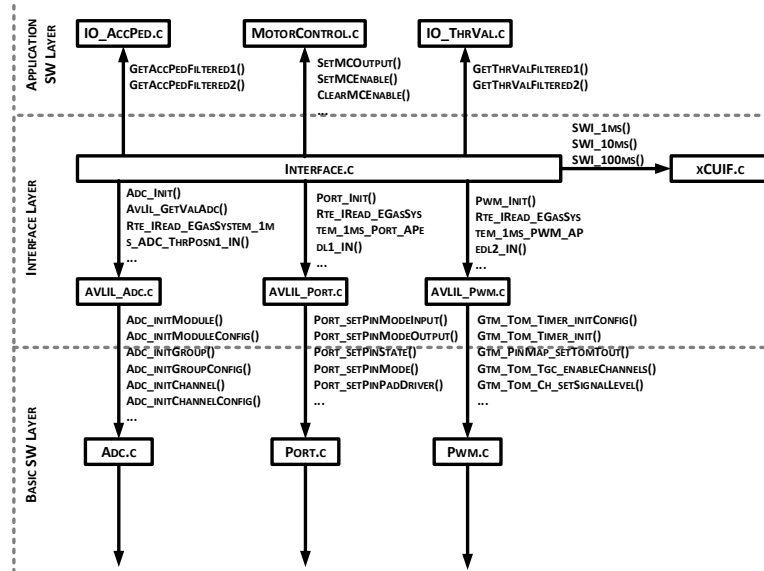 APPLICATION
SW LAYER
IO_ACCPED.C
MOTORCONTROL.C
IO_THRVAL.C
GETACCPEDFILTERED1()
GETACCPEDFILTERED2()
SETMCOUTPUT()
SETMCENABLE()
CLEARMCENABLE()
...
GETTHRVALFILTERED1()
GETTHRVALFILTERED2()
INTERFACE LAYER
SWI_1MS()
SWI_10MS()
SWI_100MS()
INTERFACE.C
XCUIF.C
ADC_INIT()
AVLIL_GETVALADC()
RTE_IREAD_EGASSYSTEM_1M
S_ADC_THRPOSN1_IN()
...
PORT_INIT()
RTE_IREAD_EGASSYS
TEM_1MS_PORT_APE
DL1_IN()
...
PWM_INIT()
RTE_IREAD_EGASSYS
TEM_1MS_PWM_AP
EDL2_IN()
...
AVLIL_ADC.C
AVLIL_PORT.C
AVLIL_PWM.C
ADC_INITMODULE()
ADC_INITMODULECONFIG()
ADC_INITGROUP()
ADC_INITGROUPCONFIG()
ADC_INITCHANNEL()
ADC_INITCHANNELCONFIG()
...
PORT_SETPINMODEINPUT()
PORT_SETPINMODEOUTPUT()
PORT_SETPINSTATE()
PORT_SETPINMODE()
PORT_SETPINPADDRIVER()
...
GTM_TOM_TIMER_INITCONFIG()
GTM_TOM_TIMER_INIT()
GTM_PINMAP_SETTOMTOUT()
GTM_TOM_TGC_ENABLECHANNELS()
GTM_TOM_CH_SETSIGNALLEVEL()
...
BASIC SW LAYER
ADC.C
PORT.C
PWM.C